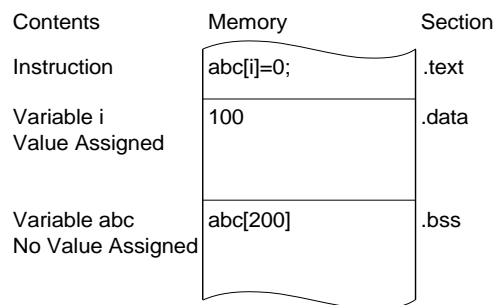 Contents Memory Section
Instruction abc[i]=0; .text
Variable i 100 .data
Value Assigned
Variable abc abc[200] .bss
No Value Assigned